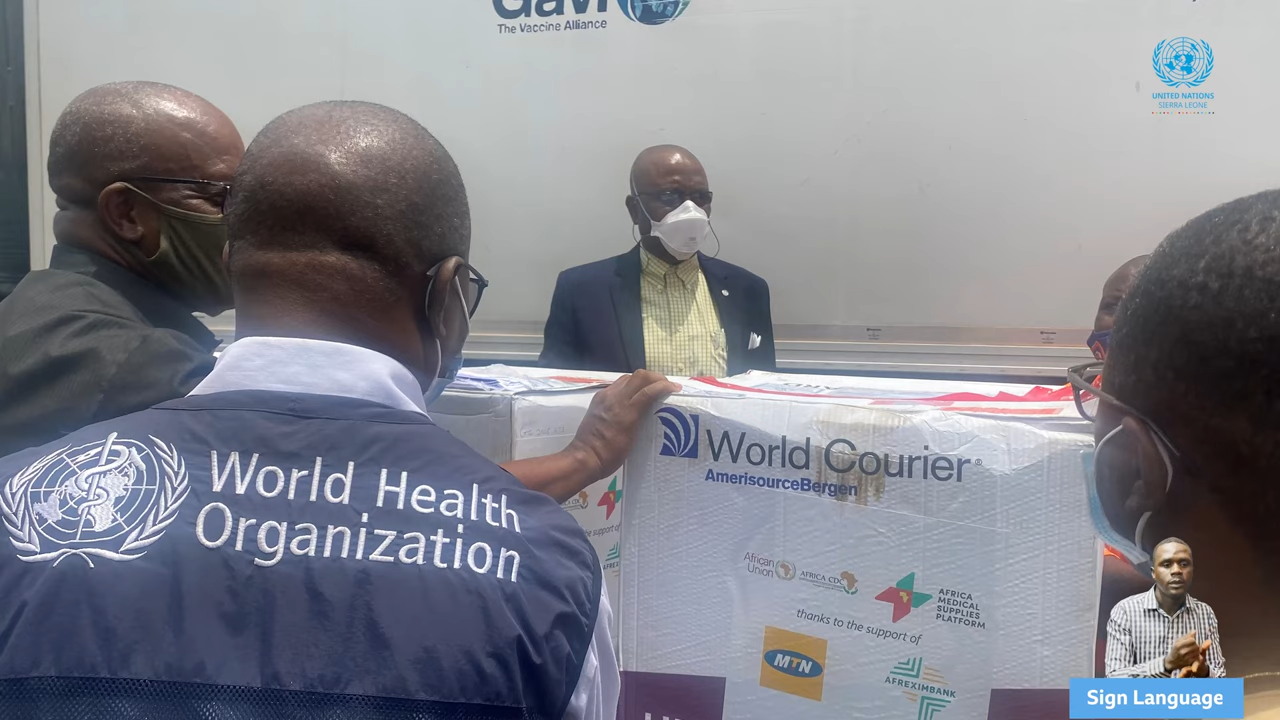 Gavi
The Vaccine Alliance
UNITED NATIONS
SIERRA LEONE
World Health
Organization
World Courier®
AmerisourceBergen
African
Union
AFRICA CDC
AFRICA
MEDICAL
SUPPLIES
PLATFORM
thanks to the support of
MTN
AFREXIMBANK
Sign Language